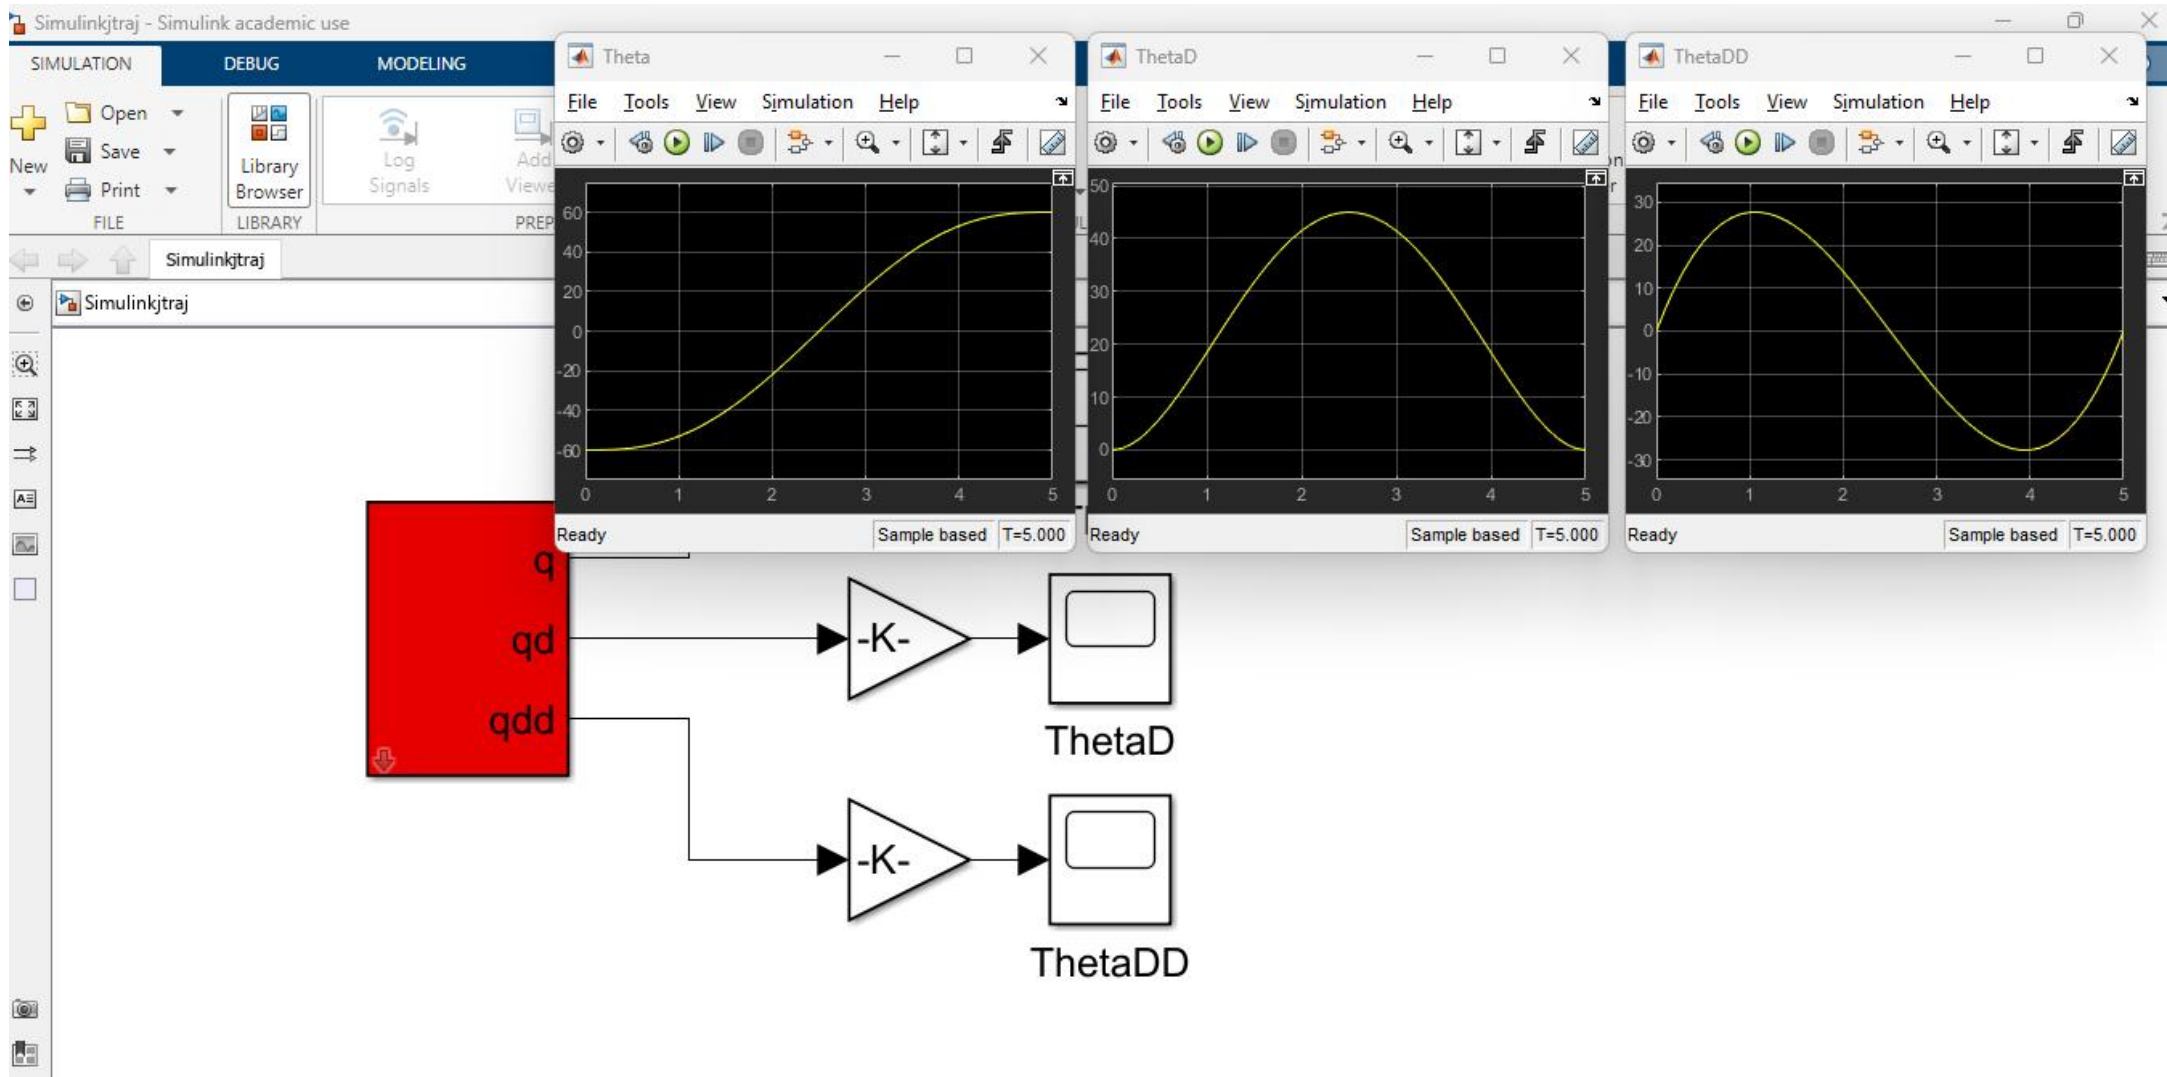 Simulinkjtraj - Simulink academic use
SIMULATION
DEBUG
MODELING
New
Open
Save
Print
FILE
Library
Browser
LIBRARY
Log
Signals
Add
PREP
Simulinkjtraj
Simulinkjtraj
Theta
File Tools View Simulation Help
60
40
20
0
-20
-40
-60
0 1 2 3 4 5
Ready Sample based T=5.000
ThetaD
File Tools View Simulation Help
50
40
30
20
10
0
0 1 2 3 4 5
Ready Sample based T=5.000
ThetaDD
File Tools View Simulation Help
30
20
10
0
-10
-20
-30
0 1 2 3 4 5
Ready Sample based T=5.000
q
qd
qdd
-K-
ThetaD
-K-
ThetaDD